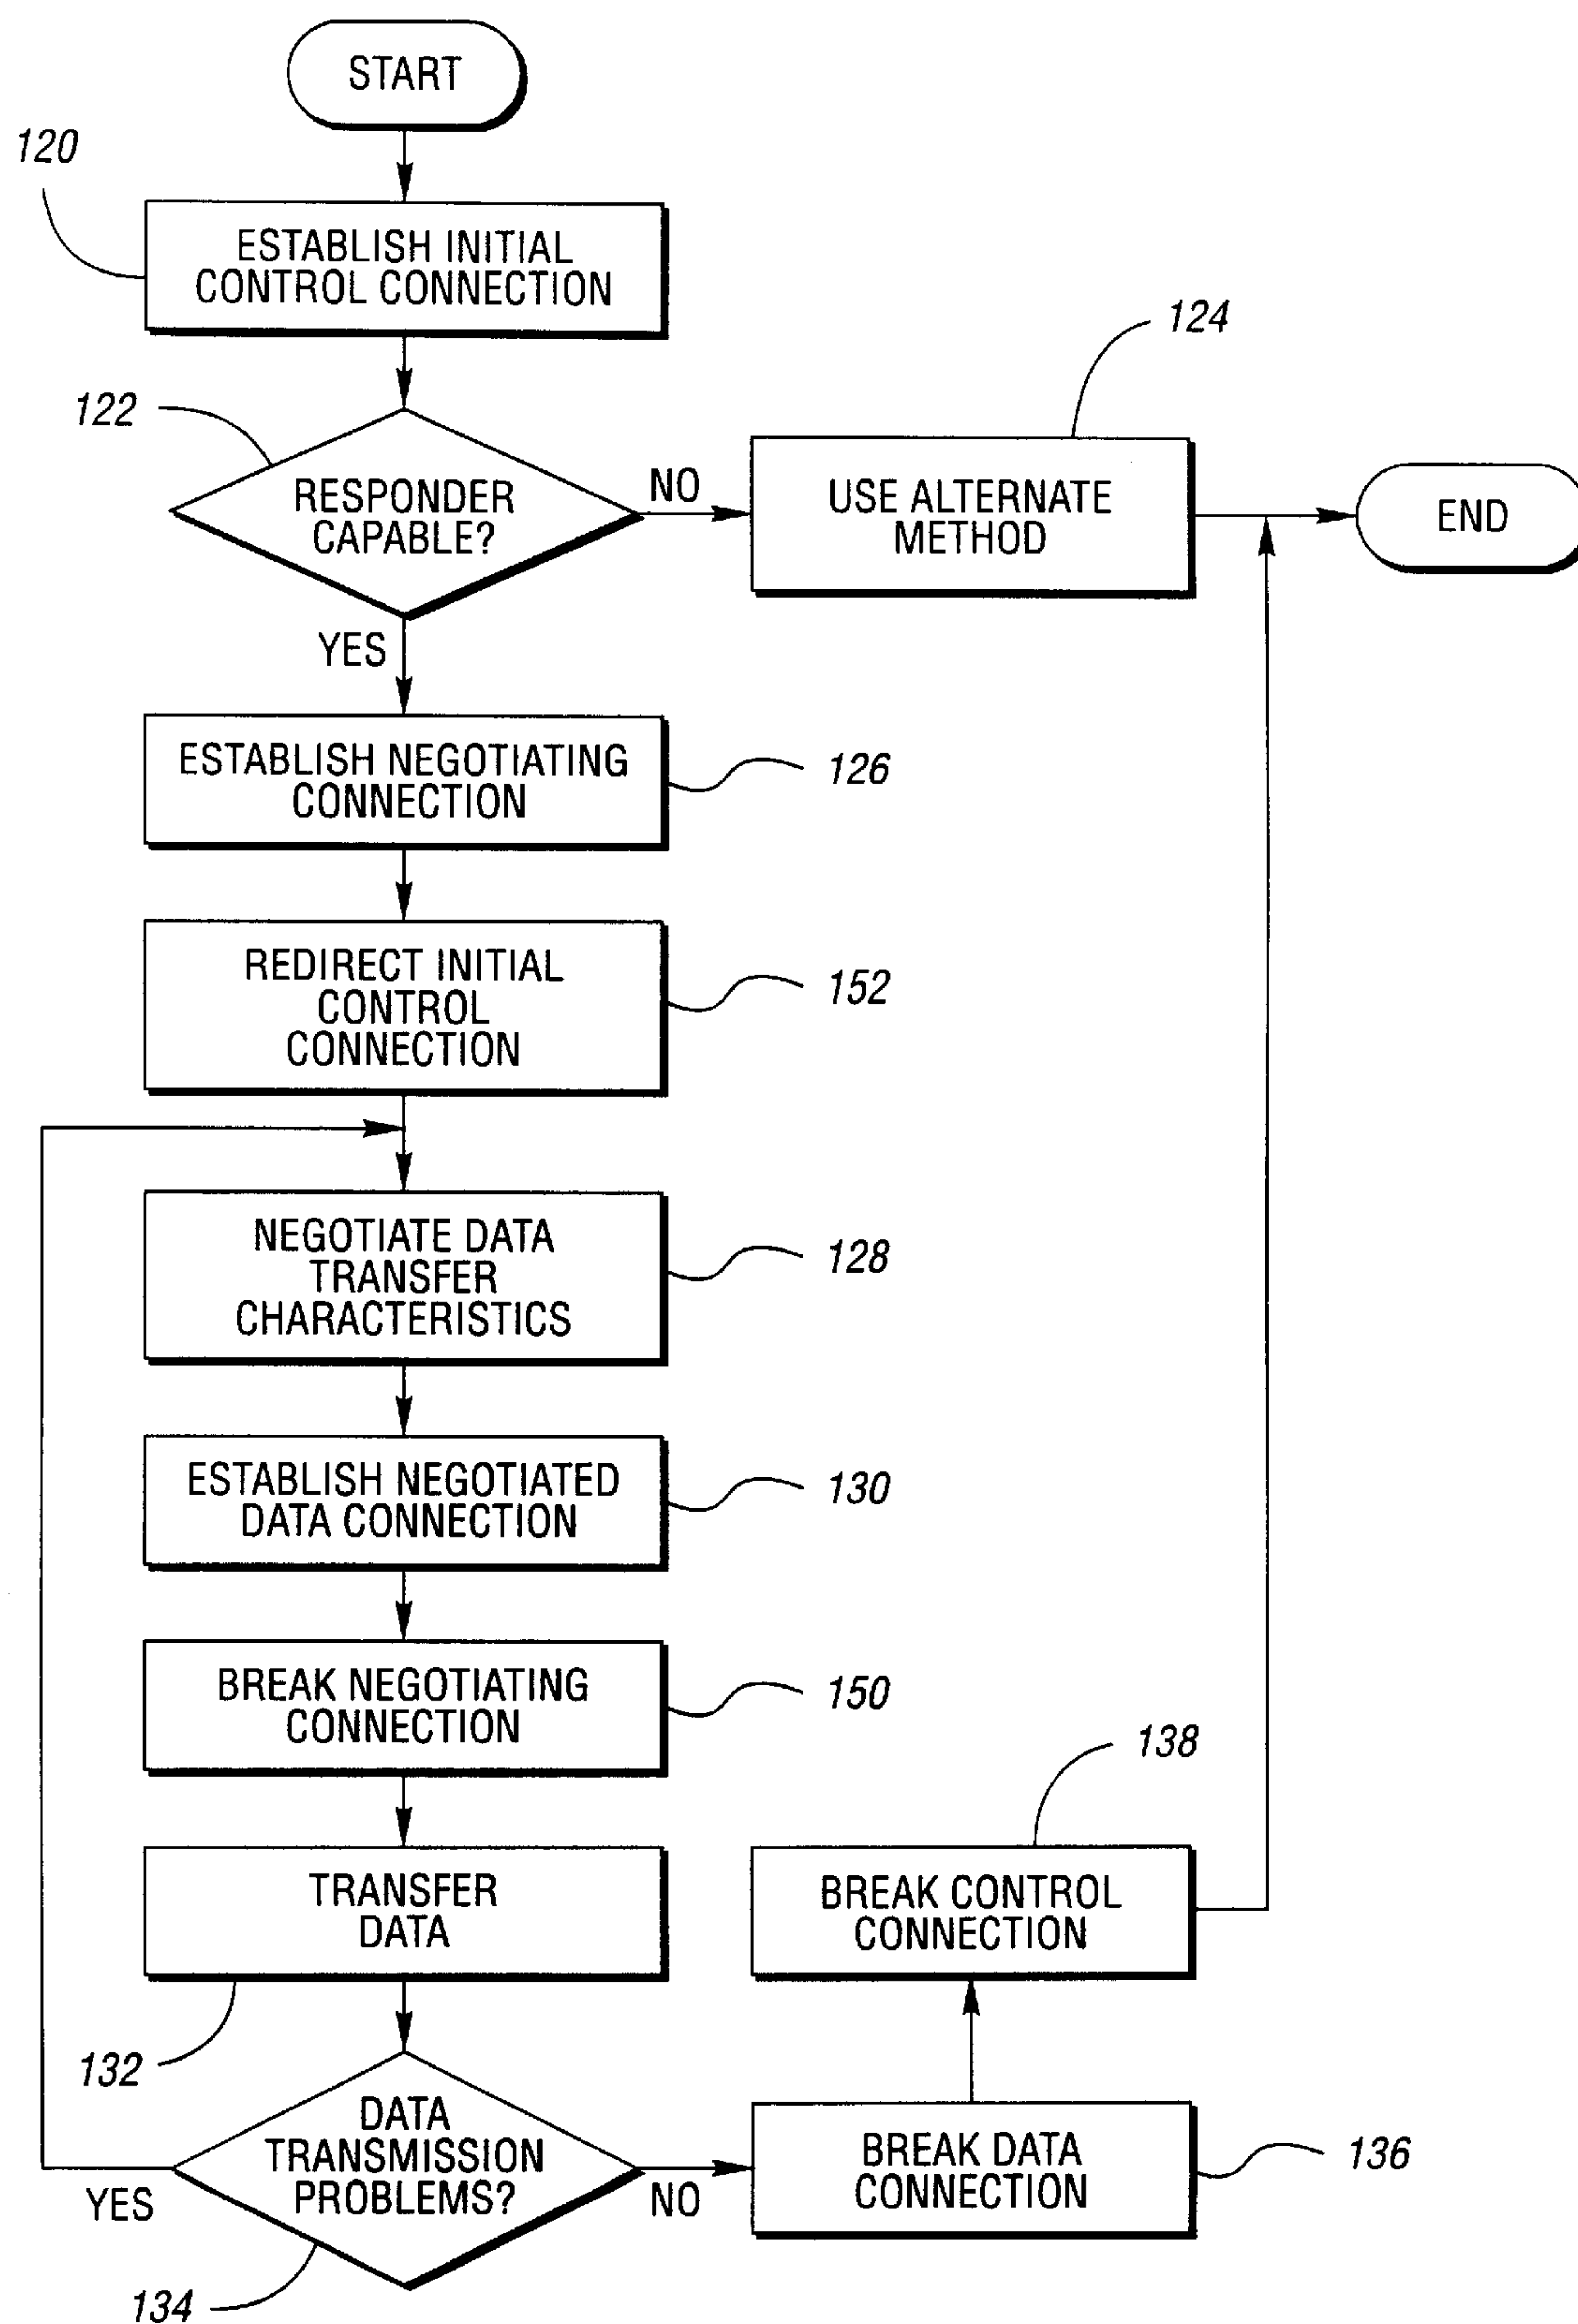 START
120
ESTABLISH INITIAL
CONTROL CONNECTION
124
122
RESPONDER
CAPABLE?
NO
USE ALTERNATE
METHOD
END
YES
ESTABLISH NEGOTIATING
CONNECTION
126
REDIRECT INITIAL
CONTROL
CONNECTION
152
NEGOTIATE DATA
TRANSFER
CHARACTERISTICS
128
ESTABLISH NEGOTIATED
DATA CONNECTION
130
BREAK NEGOTIATING
CONNECTION
150
138
TRANSFER
DATA
BREAK CONTROL
CONNECTION
132
DATA
TRANSMISSION
PROBLEMS?
YES
NO
BREAK DATA
CONNECTION
136
134